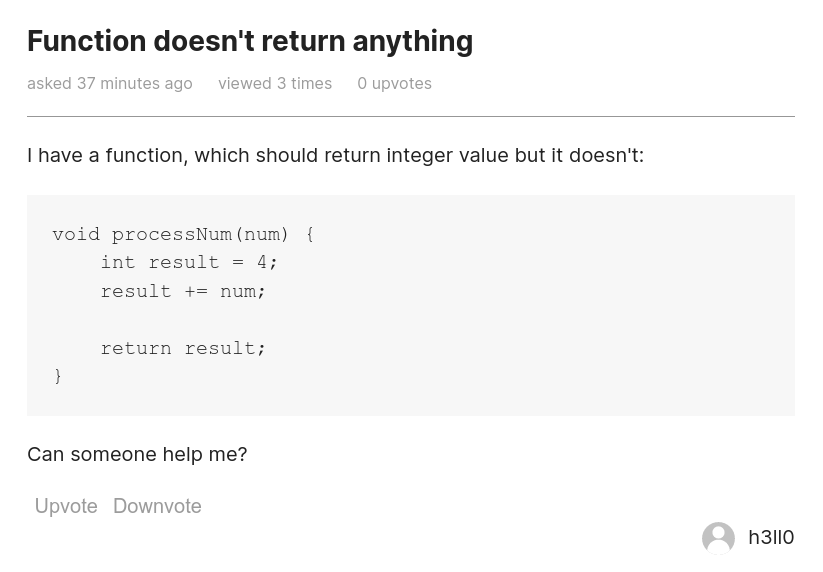 Function doesn't return anything
asked 37 minutes ago viewed 3 times 0 upvotes
I have a function, which should return integer value but it doesn't:
void processNum(num) {
    int result = 4;
    result += num;
    return result;
}
Can someone help me?
Upvote Downvote
h3ll0